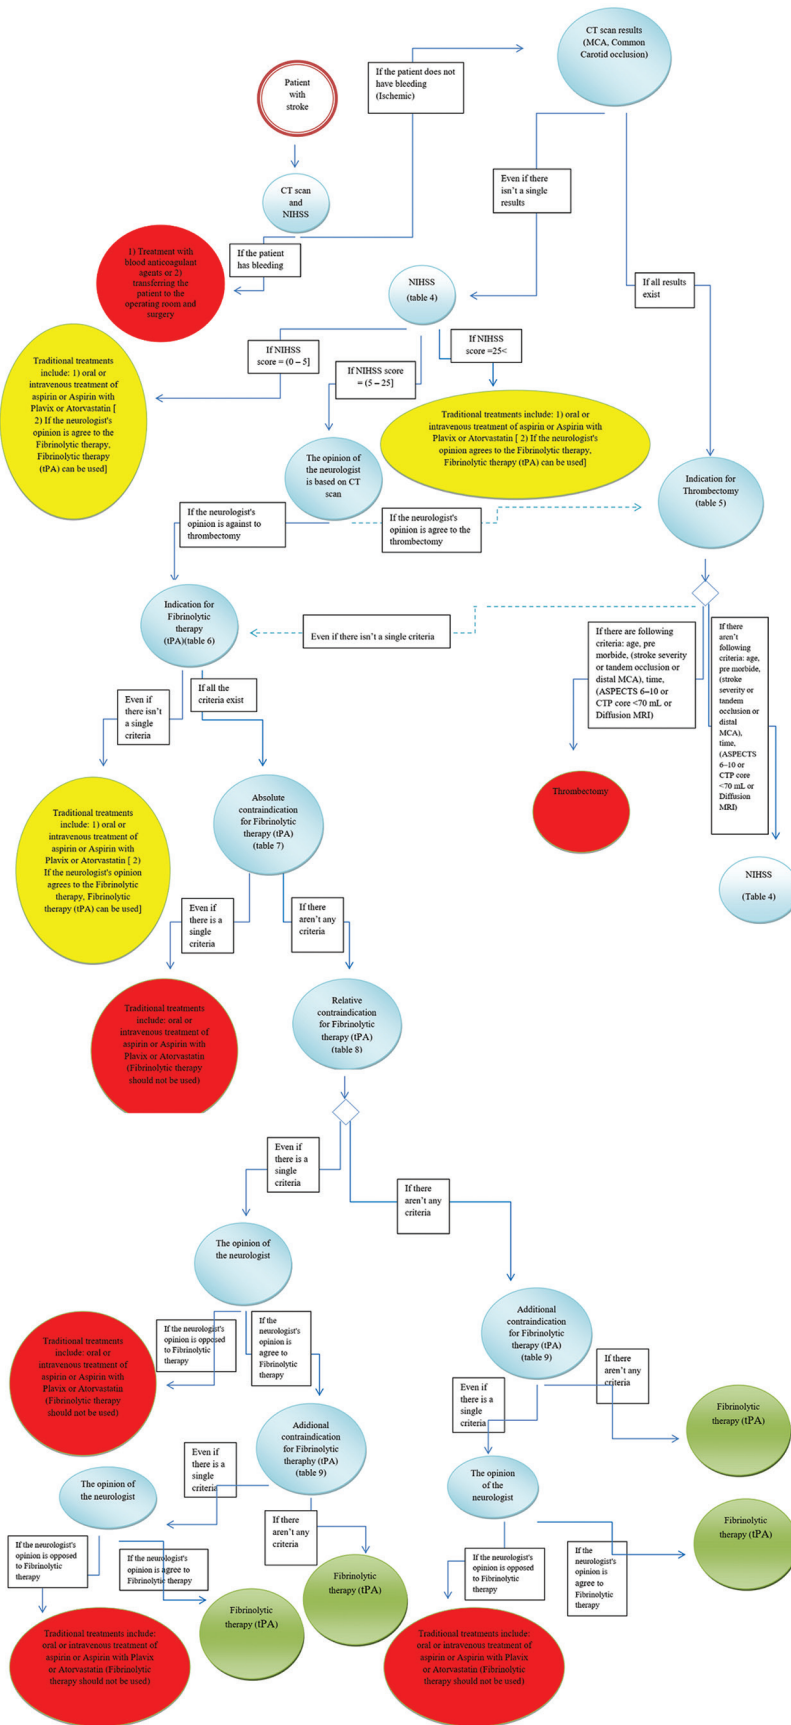 CT scan results
(MCA, Common
Carotid occlusion)
If the patient does not
have bleeding
(Ischemic)
Patient
with
stroke
CT scan
and
NIHSS
Even if there
isn't a single
results
1) Treatment with
blood anticoagulant
agents or 2)
transferring the
patient to the
operating room and
surgery
If the patient
has bleeding
NIHSS
(table 4)
If all results
exist
If NIHSS
score = (0 – 5]
If NIHSS
score =25<
If NIHSS score
= (5 – 25]
Traditional treatments
include: 1) oral or
intravenous treatment of
aspirin or Aspirin with
Plavix or Atorvastatin [
2) If the neurologist's
opinion is agree to the
Fibrinolytic therapy,
Fibrinolytic therapy
(tPA) can be used]
Traditional treatments include: 1) oral or
intravenous treatment of aspirin or Aspirin with
Plavix or Atorvastatin [ 2) If the neurologist's
opinion agrees to the Fibrinolytic therapy,
Fibrinolytic therapy (tPA) can be used]
The opinion of
the neurologist
is based on CT
scan
Indication for
Thrombectomy
(table 5)
If the neurologist's
opinion is against to
thrombectomy
If the neurologist's
opinion is agree to the
thrombectomy
Indication for
Fibrinolytic
therapy
(tPA)(table 6)
Even if there isn't a single criteria
If there are following
criteria: age, pre
morbide, (stroke severity
or tandem occlusion or
distal MCA), time,
(ASPECTS 6–10 or
CTP core <70 mL or
Diffusion MRI)
If there
aren't
following
criteria: age,
pre morbide,
(stroke
severity or
tandem
occlusion or
distal
MCA),
time,
(ASPECTS
6–10 or
CTP core
<70 mL or
Diffusion
MRI)
Even if
there isn't
a single
criteria
If all the
criteria exist
Thrombectomy
Traditional treatments
include: 1) oral or
intravenous treatment of
aspirin or Aspirin with
Plavix or Atorvastatin [ 2)
If the neurologist's opinion
agrees to the Fibrinolytic
therapy, Fibrinolytic
therapy (tPA) can be used]
Absolute
contraindication
for Fibrinolytic
therapy (tPA)
(table 7)
NIHSS
(Table 4)
Even if
there is a
single
criteria
If there
aren't any
criteria
Traditional treatments
include: oral or
intravenous treatment of
aspirin or Aspirin with
Plavix or Atorvastatin
(Fibrinolytic therapy
should not be used)
Relative
contraindication
for Fibrinolytic
therapy (tPA)
(table 8)
Even if
there is a
single
criteria
If there
aren't any
criteria
The opinion of
the neurologist
Additional
contraindication
for Fibrinolytic
therapy (tPA)
(table 9)
If the neurologist's
opinion is opposed
to Fibrinolytic
therapy
If the
neurologist's
opinion is
agree to
Fibrinolytic
therapy
Traditional treatments
include: oral or
intravenous treatment of
aspirin or Aspirin with
Plavix or Atorvastatin
(Fibrinolytic therapy
should not be used)
If there
aren't any
criteria
Even if
there is a
single
criteria
Fibrinolytic
therapy (tPA)
Adidional
contraindication
for Fibrinolytic
theraphy (tPA)
(table 9)
Even if
there is a
single
criteria
The opinion of
the neurologist
The opinion
of the
neurologist
If there
aren't any
criteria
Fibrinolytic
therapy (tPA)
If the neurologist's
opinion is opposed
to Fibrinolytic
therapy
If the neurologist's
opinion is agree to
Fibrinolytic therapy
If the neurologist's
opinion is opposed
to Fibrinolytic
therapy
If the
neurologist's
opinion is
agree to
Fibrinolytic
therapy
Fibrinolytic
therapy (tPA)
Fibrinolytic
therapy (tPA)
Traditional treatments include:
oral or intravenous treatment of
aspirin or Aspirin with Plavix
or Atorvastatin (Fibrinolytic
therapy should not be used)
Traditional treatments include:
oral or intravenous treatment of
aspirin or Aspirin with Plavix
or Atorvastatin (Fibrinolytic
therapy should not be used)